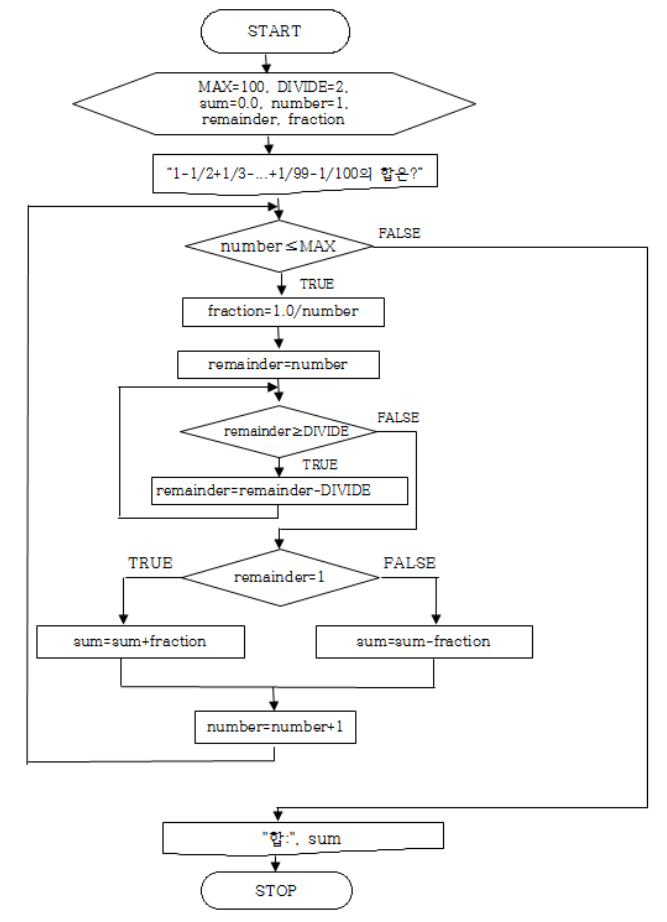 START
MAX=100, DIVIDE=2,
sum=0.0, number=1,
remainder, fraction
"1-1/2+1/3-...+1/99-1/100의 합은?"
number≤MAX
FALSE
TRUE
fraction=1.0/number
remainder=number
FALSE
remainder≥DIVIDE
TRUE
remainder=remainder-DIVIDE
TRUE
remainder=1
FALSE
sum=sum+fraction
sum=sum-fraction
number=number+1
"합:", sum
STOP